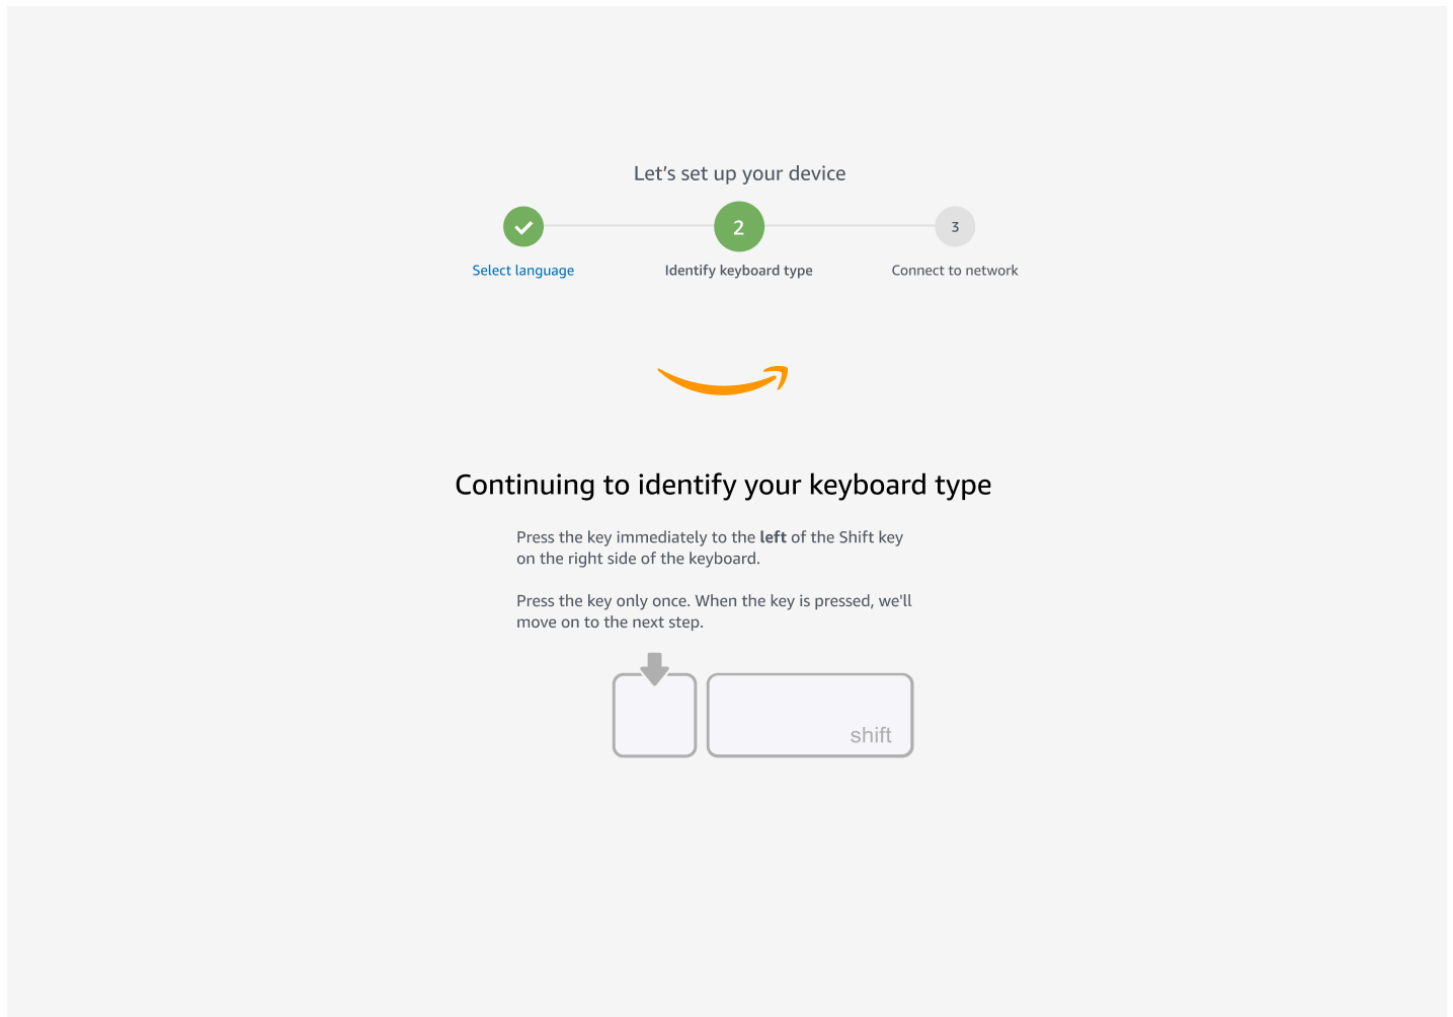 Let's set up your device
2
3
Select language
Identify keyboard type
Connect to network
Continuing to identify your keyboard type
Press the key immediately to the left of the Shift key
on the right side of the keyboard.
Press the key only once. When the key is pressed, we'll
move on to the next step.
shift